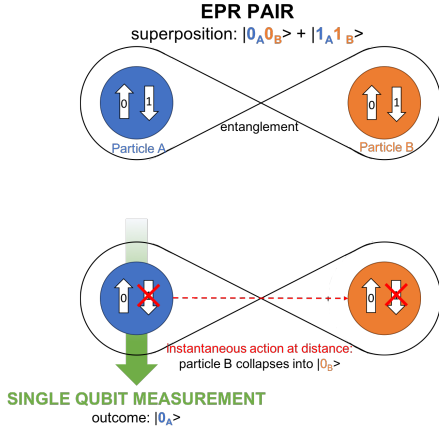 EPR PAIR
superposition: |0A0B> + |1A1B>
0 1 0 1
entanglement
Particle A Particle B
0 0
instantaneous action at distance:
particle B collapses into |0B>
SINGLE QUBIT MEASUREMENT
outcome: |0A>